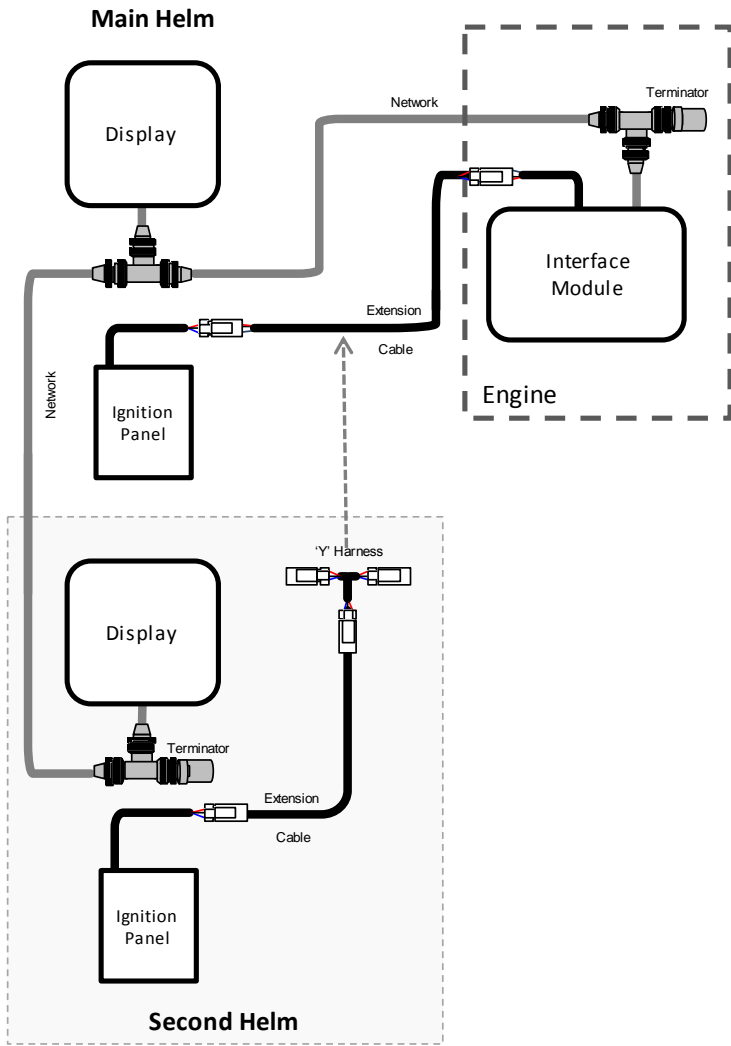 Main Helm
Display
Network
Terminator
Interface
Module
Engine
Extension
Cable
Ignition
Panel
Network
'Y' Harness
Display
Terminator
Extension
Cable
Ignition
Panel
Second Helm